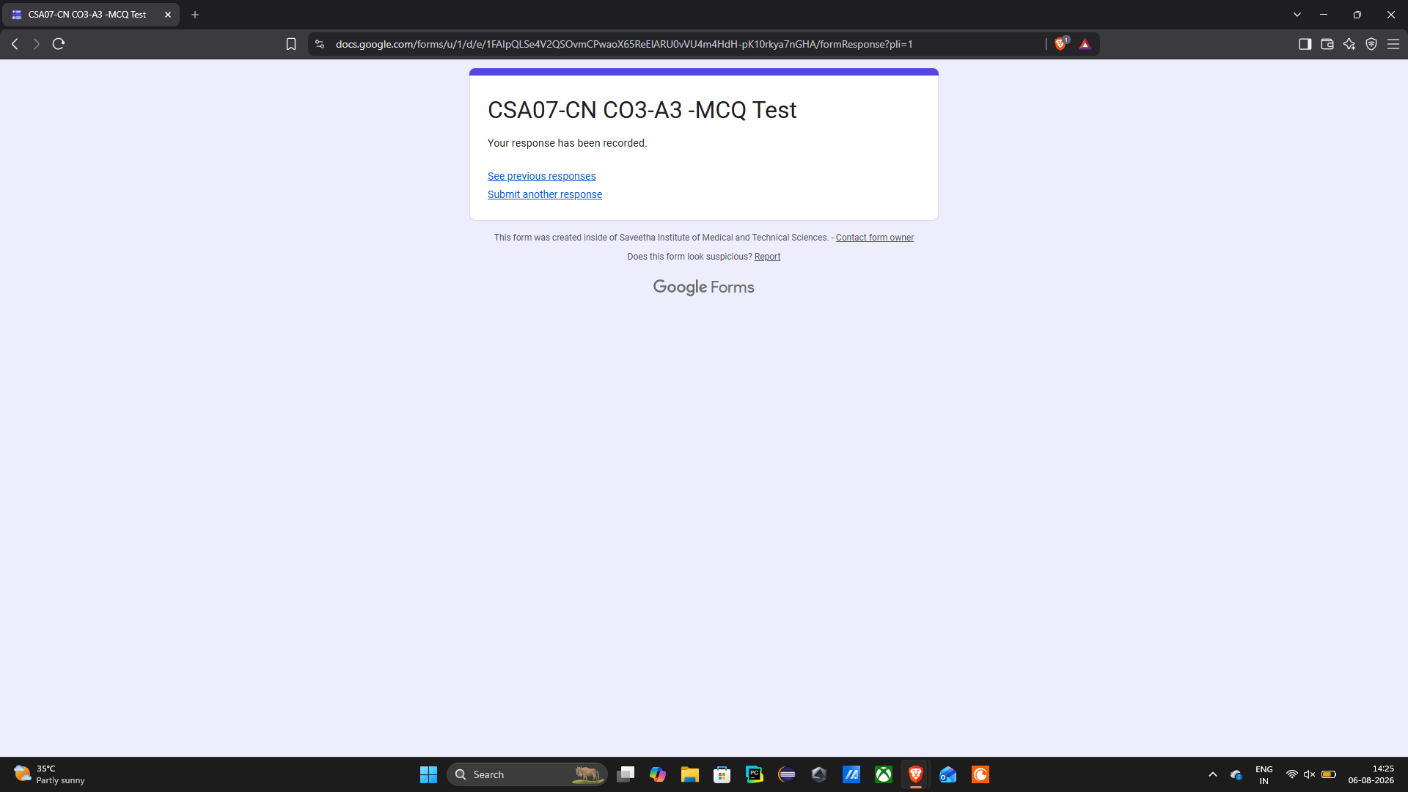 CSA07-CN CO3-A3 -MCQ Test
docs.google.com/forms/u/1/d/e/1FAIpQLSe4V2QSOvmCPwaoX65ReElARU0vVU4m4HdH-pK10rkya7nGHA/formResponse?pli=1
1
CSA07-CN CO3-A3 -MCQ Test
Your response has been recorded.
See previous responses
Submit another response
This form was created inside of Saveetha Institute of Medical and Technical Sciences. - Contact form owner
Does this form look suspicious? Report
Google Forms
35°C
Partly sunny
Search
PC
ENG
IN
14:25
06-08-2026